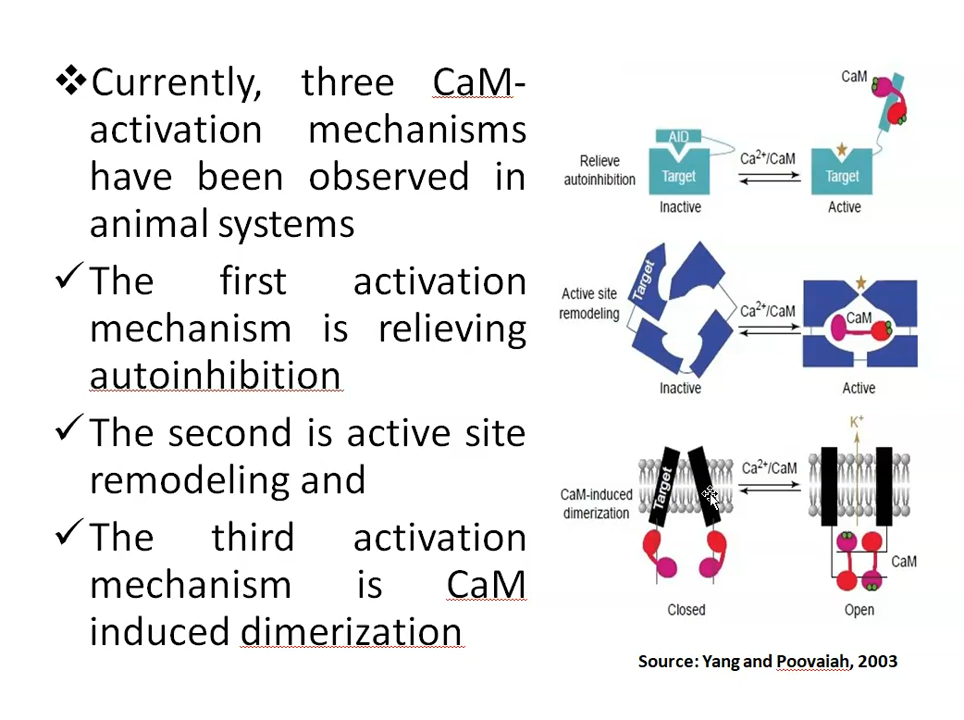 ❖Currently, three CaM-
activation mechanisms
have been observed in
animal systems
✓The first activation
mechanism is relieving
autoinhibition
✓The second is active site
remodeling and
✓The third activation
mechanism is CaM
induced dimerization
CaM
AID
Relieve
autoinhibition
Target
Ca²⁺/CaM
Target
Inactive
Active
Target
Active site
remodeling
Ca²⁺/CaM
CaM
Inactive
Active
K⁺
Ca²⁺/CaM
Target
CaM-induced
dimerization
CaM
Closed
Open
Source: Yang and Poovaiah, 2003